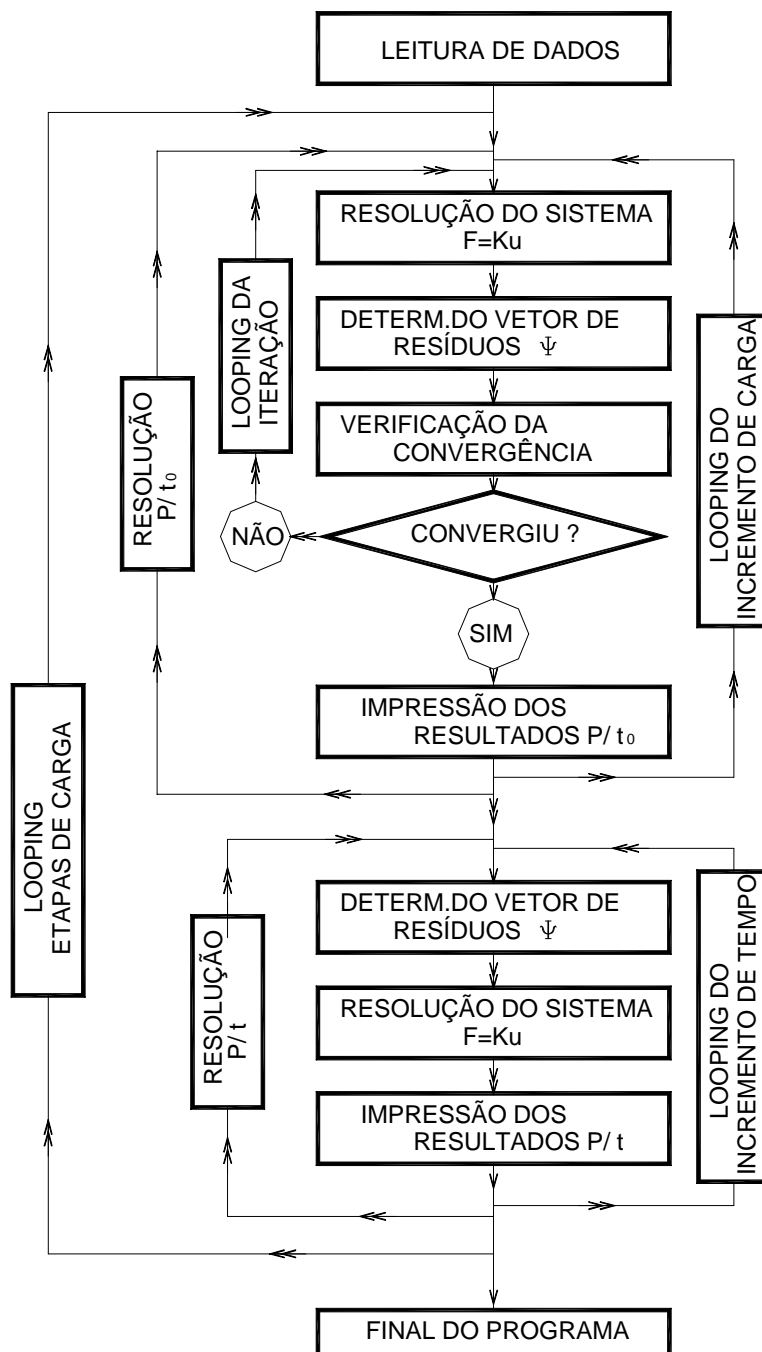 LEITURA DE DADOS
RESOLUÇÃO DO SISTEMA
F=Ku
DETERM.DO VETOR DE
RESÍDUOS Ψ
VERIFICAÇÃO DA
CONVERGÊNCIA
CONVERGIU ?
NÃO
SIM
LOOPING DA
ITERAÇÃO
RESOLUÇÃO
P/ t₀
LOOPING DO
INCREMENTO DE CARGA
IMPRESSÃO DOS
RESULTADOS P/ t₀
LOOPING
ETAPAS DE CARGA
DETERM.DO VETOR DE
RESÍDUOS Ψ
RESOLUÇÃO DO SISTEMA
F=Ku
IMPRESSÃO DOS
RESULTADOS P/ t
RESOLUÇÃO
P/ t
LOOPING DO
INCREMENTO DE TEMPO
FINAL DO PROGRAMA